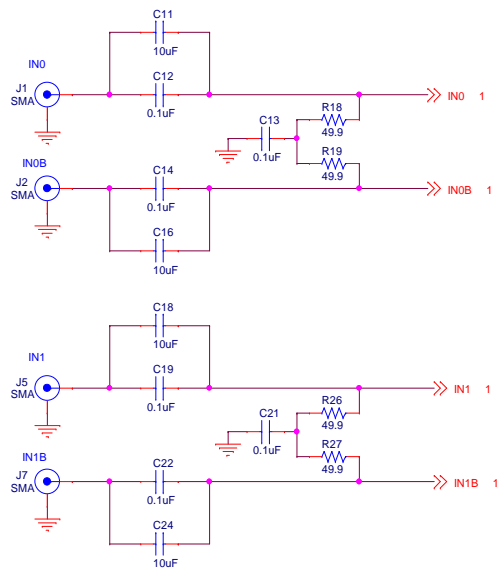 C11
10uF
IN0
J1
SMA
C12
0.1uF
IN0 1
R18
49.9
C13
0.1uF
R19
49.9
IN0B
J2
SMA
C14
0.1uF
IN0B 1
C16
10uF
C18
10uF
IN1
J5
SMA
C19
0.1uF
IN1 1
R26
49.9
C21
0.1uF
R27
49.9
IN1B
J7
SMA
C22
0.1uF
IN1B 1
C24
10uF